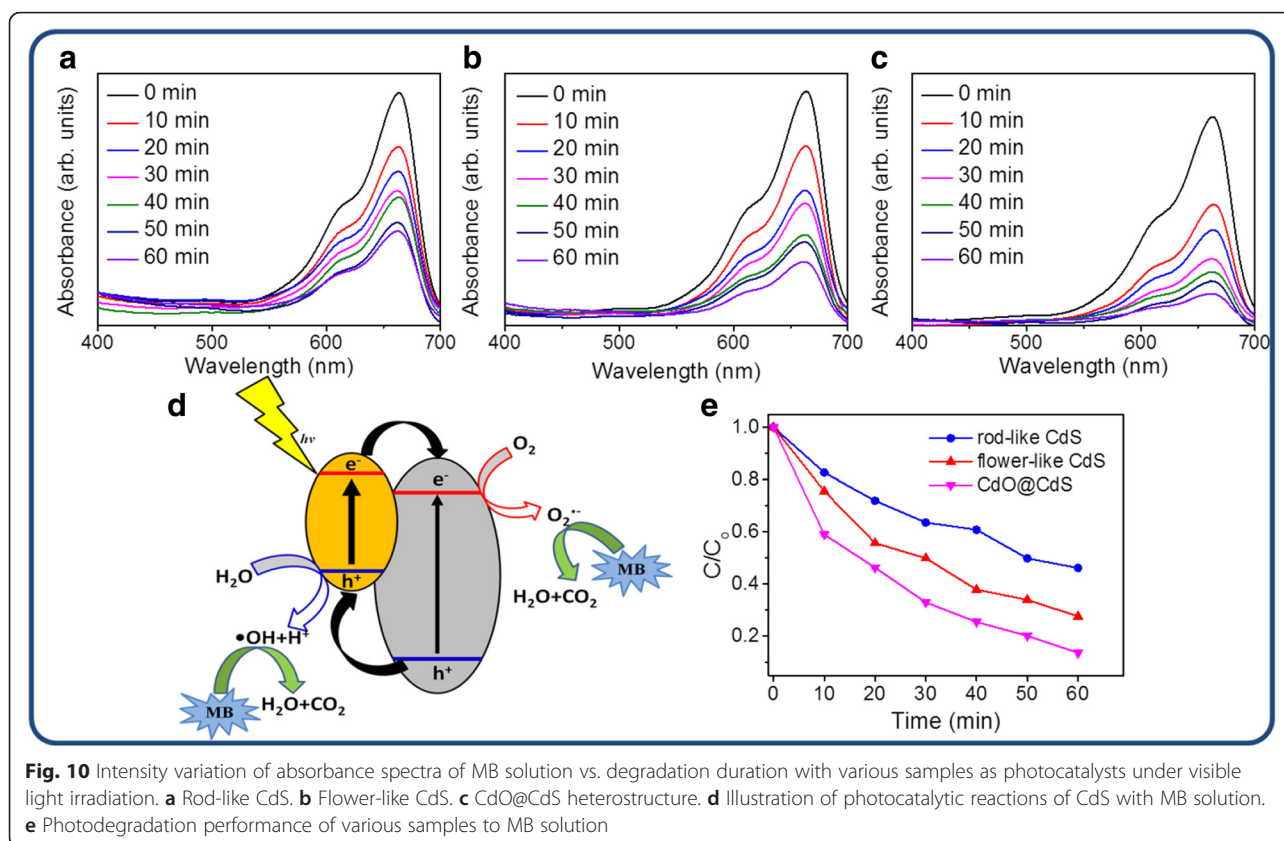 a
b
c
0 min
10 min
20 min
30 min
40 min
50 min
60 min
Absorbance (arb. units)
400 500 600 700
Wavelength (nm)
0 min
10 min
20 min
30 min
40 min
50 min
60 min
Absorbance (arb. units)
400 500 600 700
Wavelength (nm)
0 min
10 min
20 min
30 min
40 min
50 min
60 min
Absorbance (arb. units)
400 500 600 700
Wavelength (nm)
d
hv
e⁻
e⁻
O₂
O₂•⁻
MB
H₂O+CO₂
H₂O
h⁺
h⁺
•OH+H⁺
MB
H₂O+CO₂
e
1.0
0.8
0.6
0.4
0.2
C/Cₒ
rod-like CdS
flower-like CdS
CdO@CdS
0 10 20 30 40 50 60
Time (min)
Fig. 10 Intensity variation of absorbance spectra of MB solution vs. degradation duration with various samples as photocatalysts under visible
light irradiation. a Rod-like CdS. b Flower-like CdS. c CdO@CdS heterostructure. d Illustration of photocatalytic reactions of CdS with MB solution.
e Photodegradation performance of various samples to MB solution